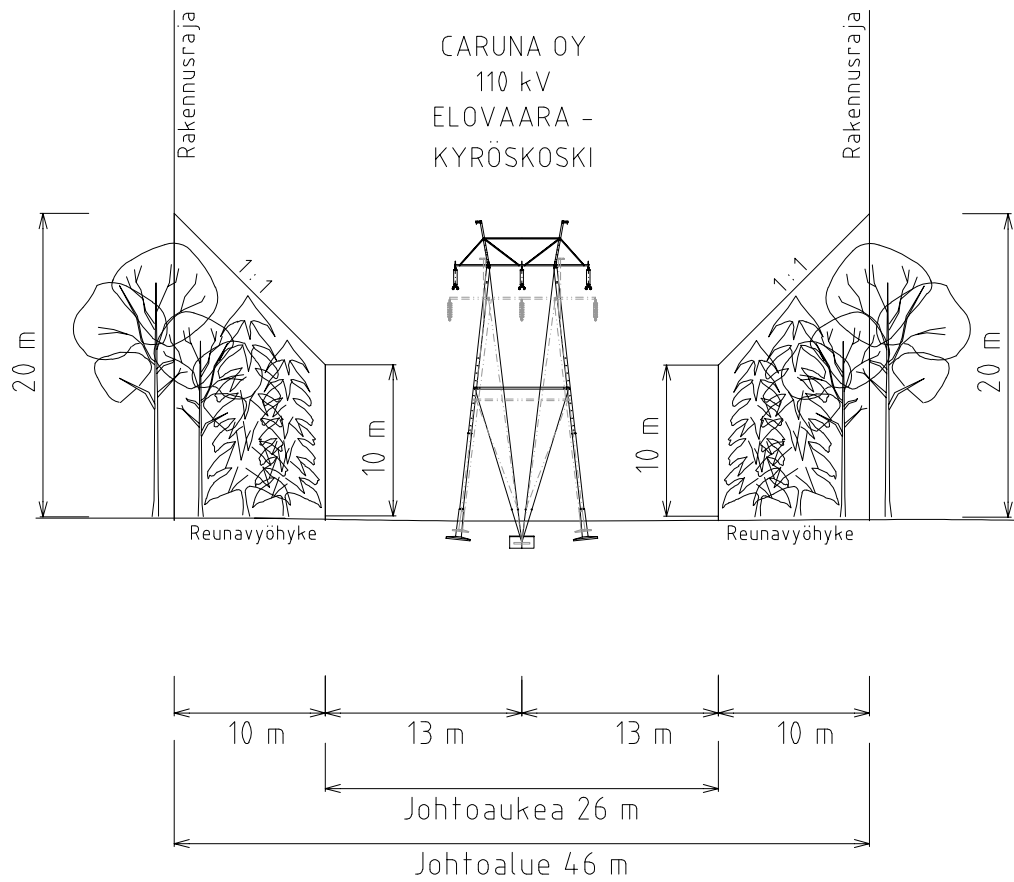 Rakennusraja
CARUNA OY
110 kV
ELOVAARA -
KYRÖSKOSKI
Rakennusraja
1:1
1:1
20 m
10 m
10 m
20 m
Reunavyöhyke
Reunavyöhyke
10 m
13 m
13 m
10 m
Johtoaukea 26 m
Johtoalue 46 m